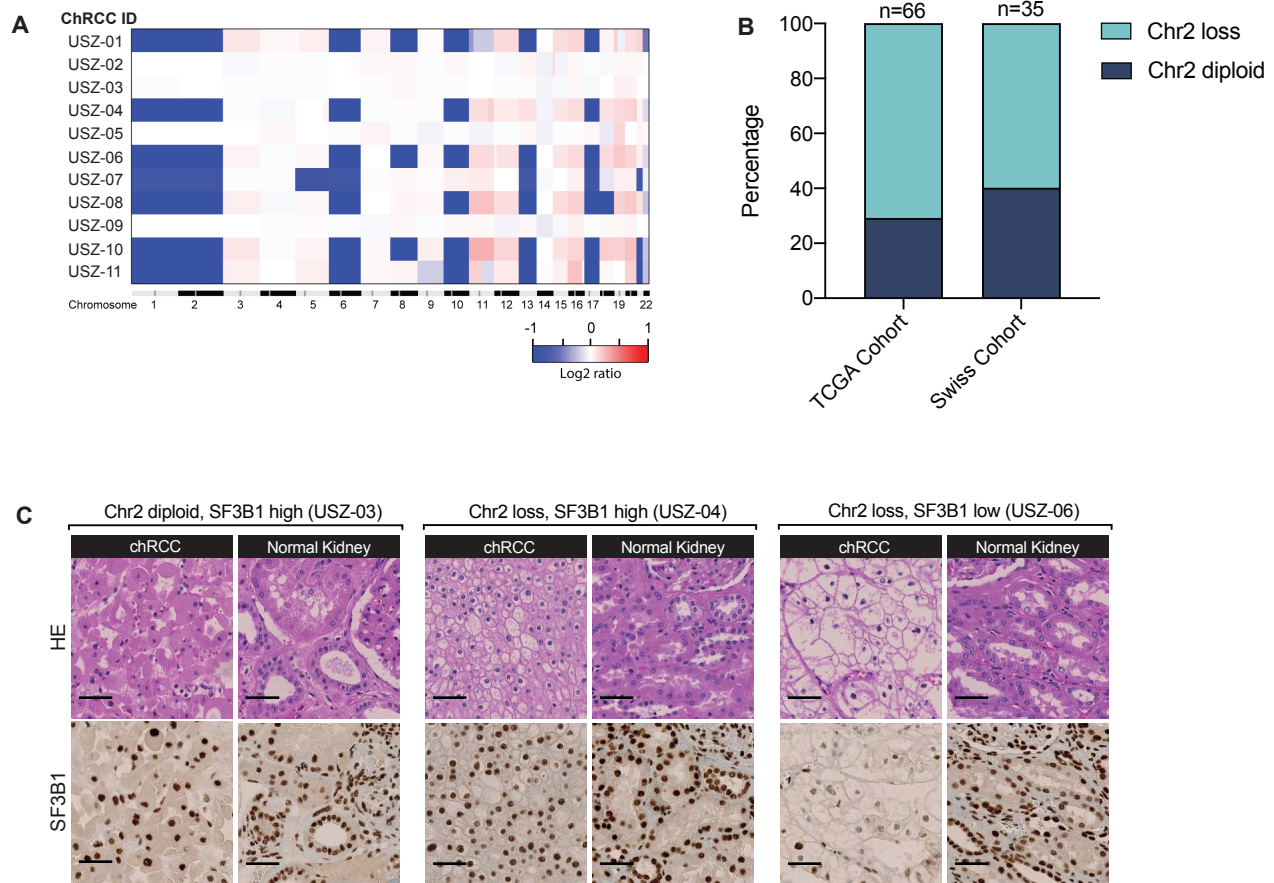 A
ChRCC ID
USZ-01
USZ-02
USZ-03
USZ-04
USZ-05
USZ-06
USZ-07
USZ-08
USZ-09
USZ-10
USZ-11
Chromosome 1 2 3 4 5 6 7 8 9 10 11 12 13 14 15 16 17 19 22
-1 0 1
Log2 ratio
B
n=66 n=35
100
80
60
40
20
0
Percentage
TCGA Cohort
Swiss Cohort
Chr2 loss
Chr2 diploid
C
Chr2 diploid, SF3B1 high (USZ-03) Chr2 loss, SF3B1 high (USZ-04) Chr2 loss, SF3B1 low (USZ-06)
chRCC Normal Kidney chRCC Normal Kidney chRCC Normal Kidney
HE
SF3B1